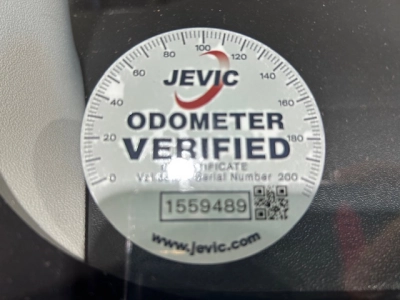 80 100 120
60 140
JEVIC
40 160
ODOMETER
20 VERIFIED 180
CERTIFICATE
0 Serial Number 200
1559489
www.jevic.com